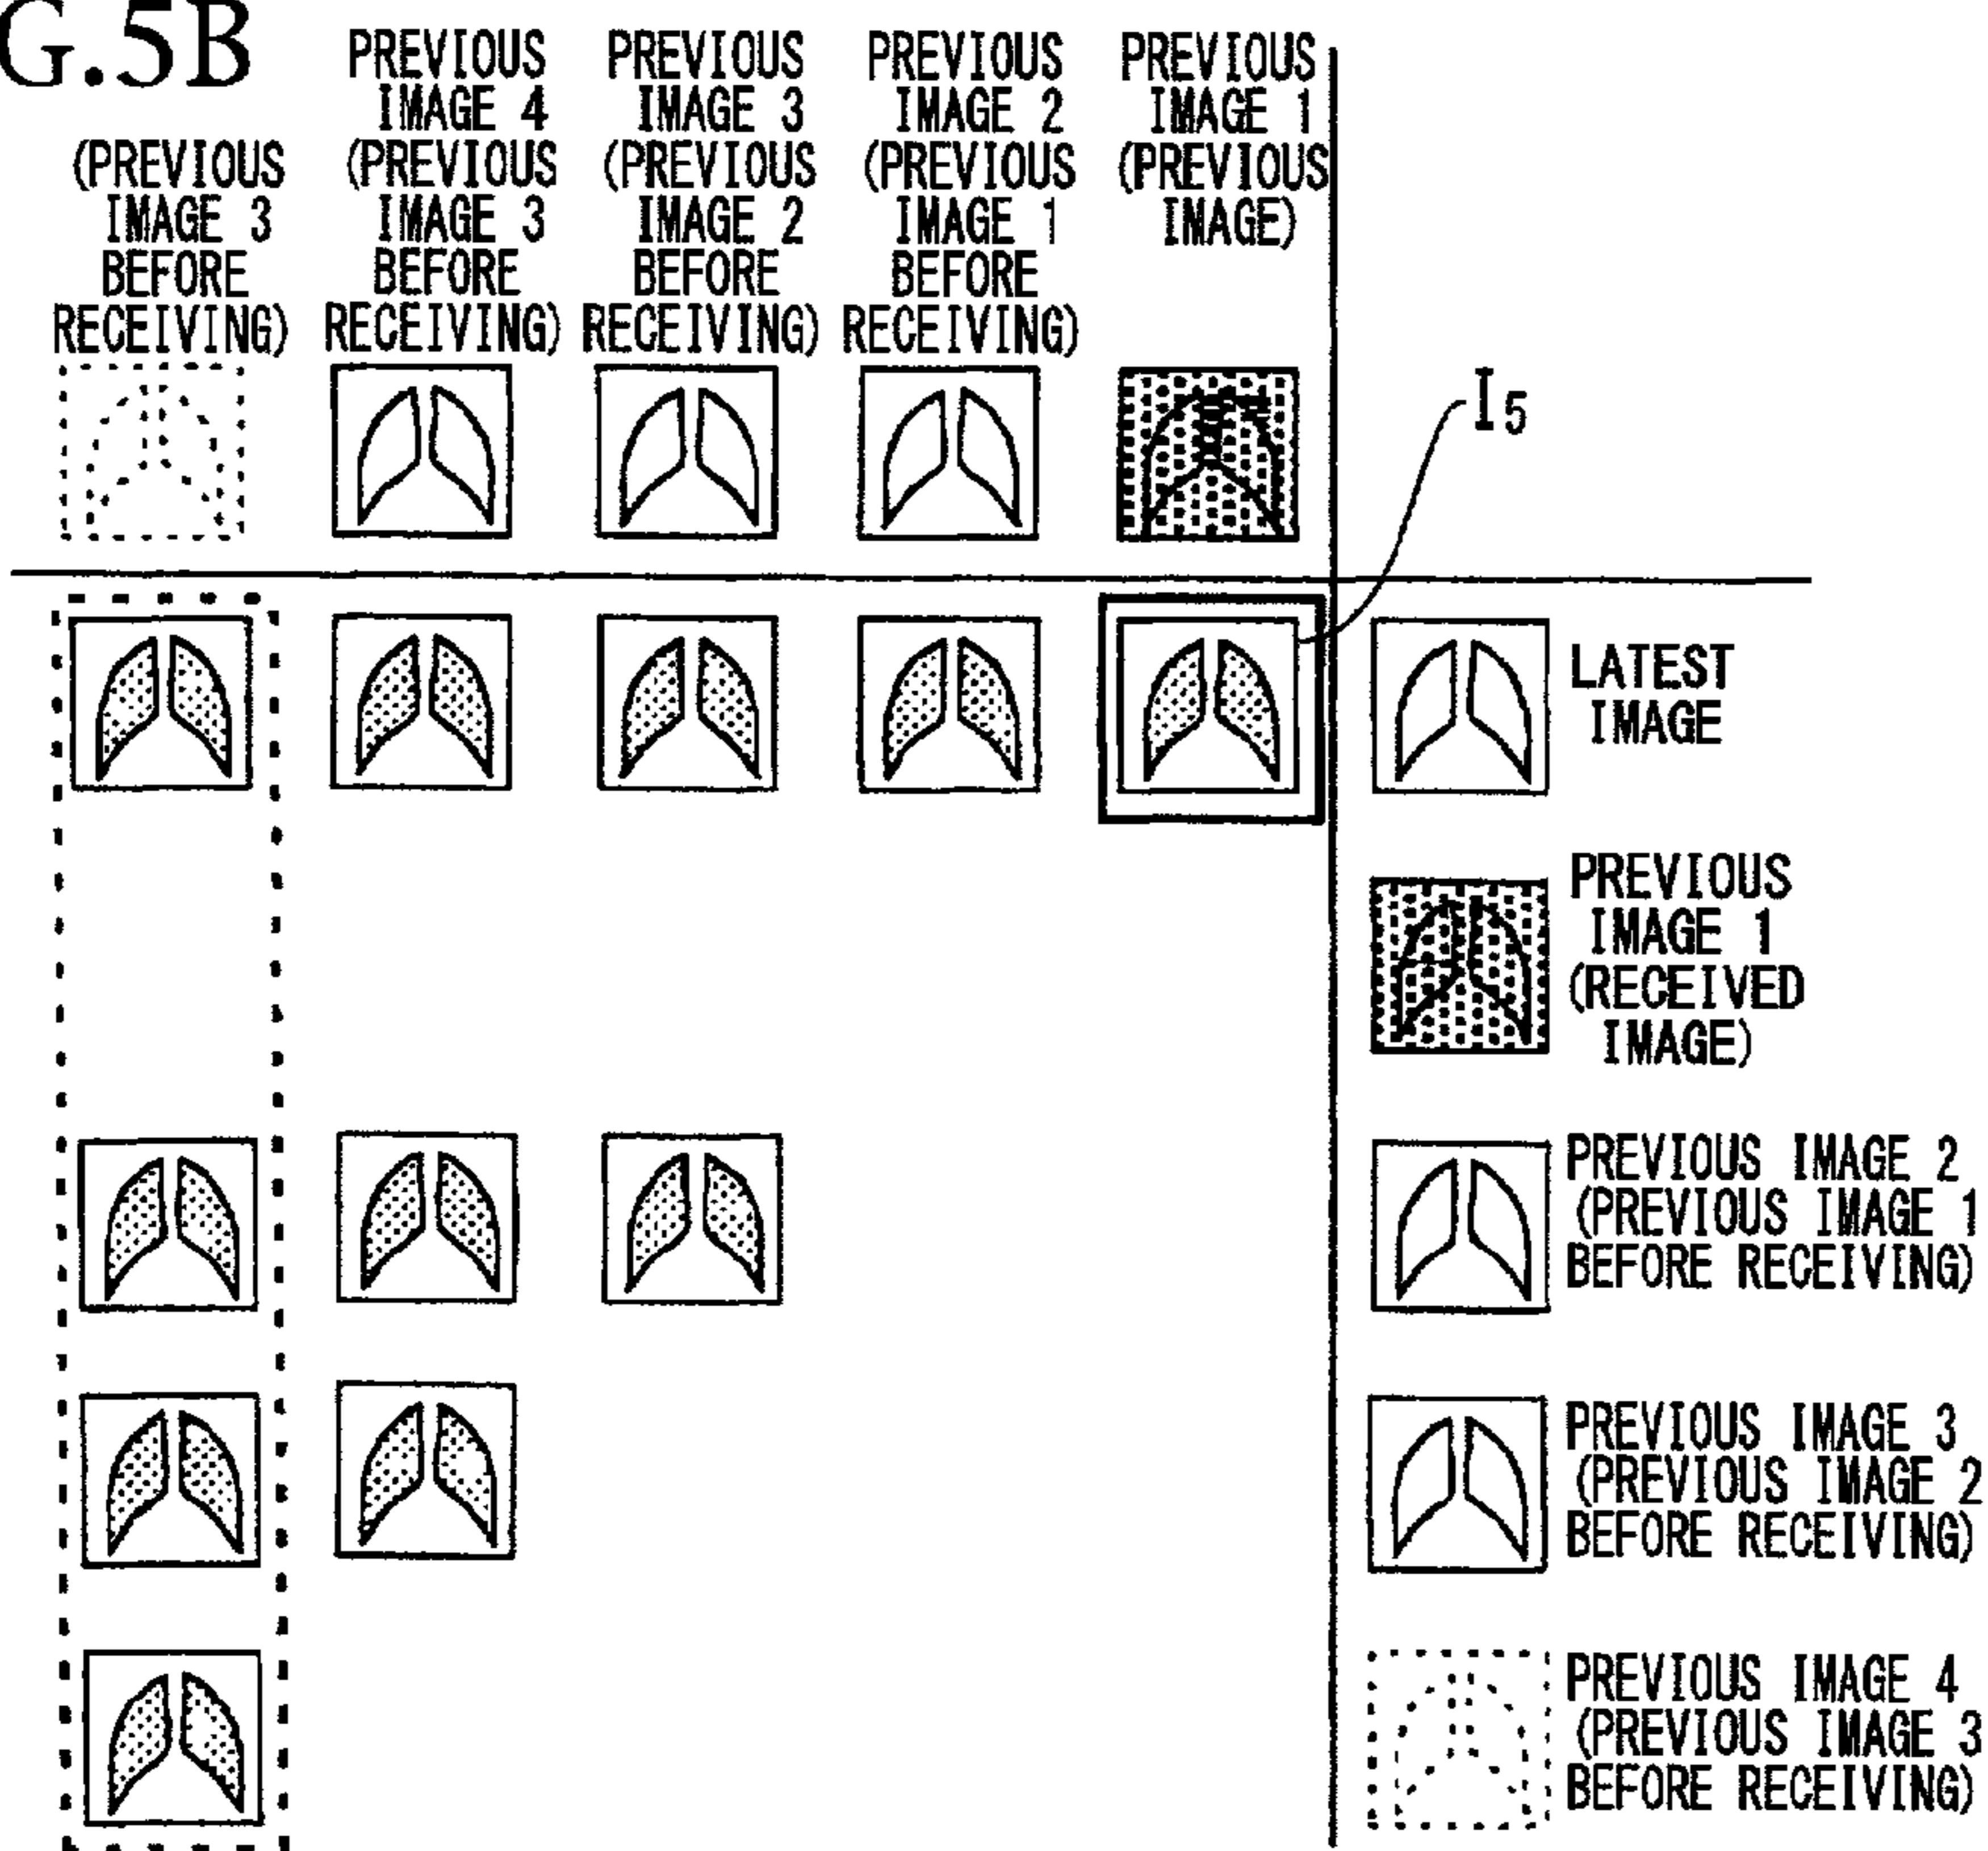 G.5B
(PREVIOUS
IMAGE 3
BEFORE
RECEIVING)
PREVIOUS
IMAGE 4
(PREVIOUS
IMAGE 3
BEFORE
RECEIVING)
PREVIOUS
IMAGE 3
(PREVIOUS
IMAGE 2
BEFORE
RECEIVING)
PREVIOUS
IMAGE 2
(PREVIOUS
IMAGE 1
BEFORE
RECEIVING)
PREVIOUS
IMAGE 1
(PREVIOUS
IMAGE)
I5
LATEST
IMAGE
PREVIOUS
IMAGE 1
(RECEIVED
IMAGE)
PREVIOUS IMAGE 2
(PREVIOUS IMAGE 1
BEFORE RECEIVING)
PREVIOUS IMAGE 3
(PREVIOUS IMAGE 2
BEFORE RECEIVING)
PREVIOUS IMAGE 4
(PREVIOUS IMAGE 3
BEFORE RECEIVING)